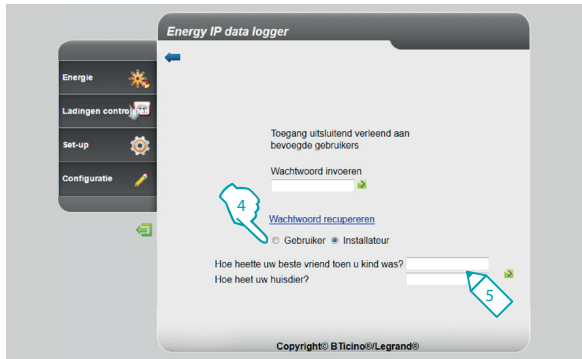 Energy IP data logger
Energie
Ladingen control
Set-up
Configuratie
Toegang uitsluitend verleend aan
bevoegde gebruikers
Wachtwoord invoeren
Wachtwoord recupereren
4
Gebruiker Installateur
Hoe heette uw beste vriend toen u kind was?
Hoe heet uw huisdier?
5
Copyright© BTicino®/Legrand®